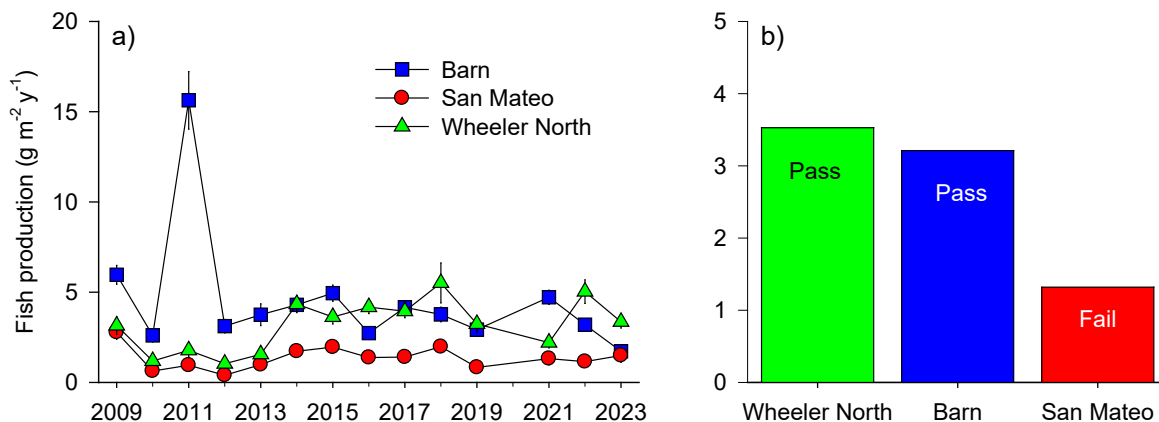 a)
Fish production (g m-2 y-1)
20
15
10
5
0
Barn
San Mateo
Wheeler North
2009 2011 2013 2015 2017 2019 2021 2023
b)
5
4
3
2
1
0
Pass
Pass
Fail
Wheeler North Barn San Mateo